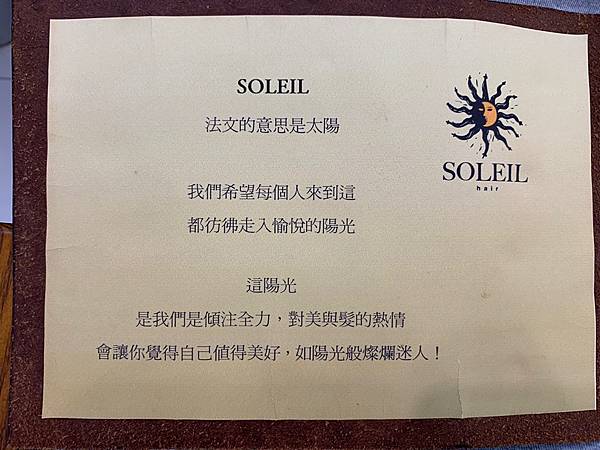 SOLEIL
法文的意思是太陽
我們希望每個人來到這
都彷彿走入愉悅的陽光
這陽光
是我們是傾注全力，對美與髮的熱情
會讓你覺得自己值得美好，如陽光般燦爛迷人！
SOLEIL
hair